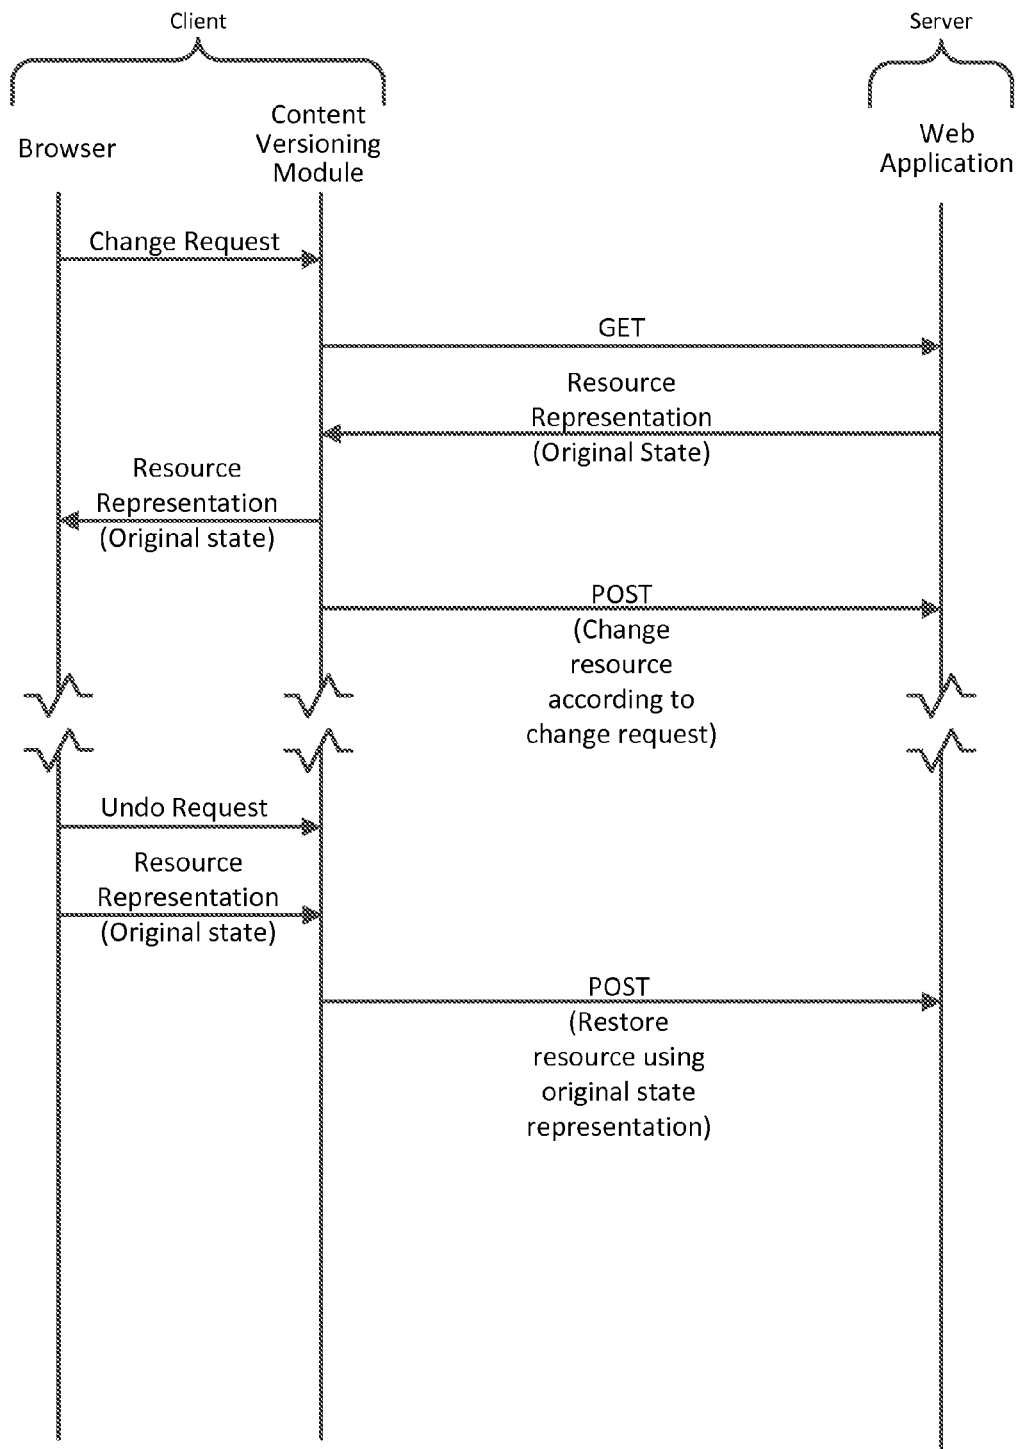 Client
Server
Browser
Content
Versioning
Module
Web
Application
Change Request
GET
Resource
Representation
(Original State)
Resource
Representation
(Original state)
POST
(Change
resource
according to
change request)
Undo Request
Resource
Representation
(Original state)
POST
(Restore
resource using
original state
representation)